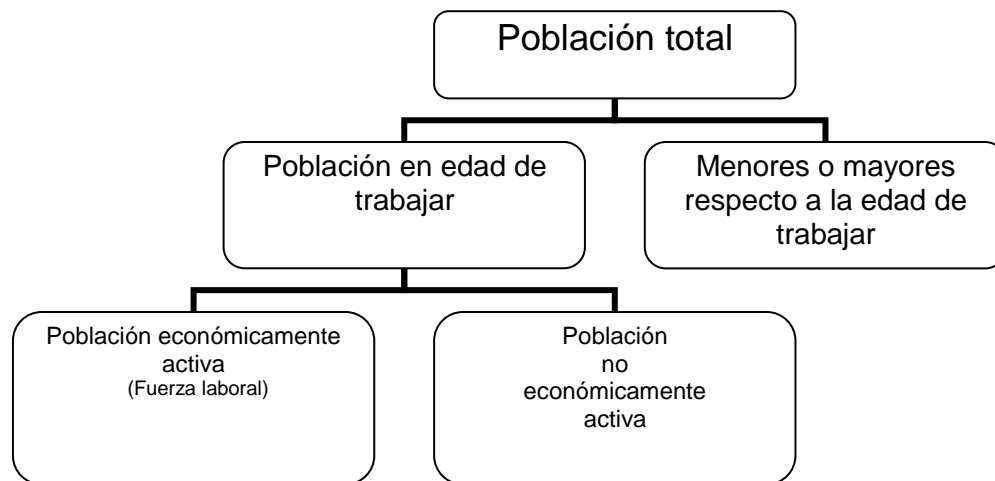 Población total
Población en edad de
trabajar
Menores o mayores
respecto a la edad de
trabajar
Población económicamente
activa
(Fuerza laboral)
Población
no
económicamente
activa